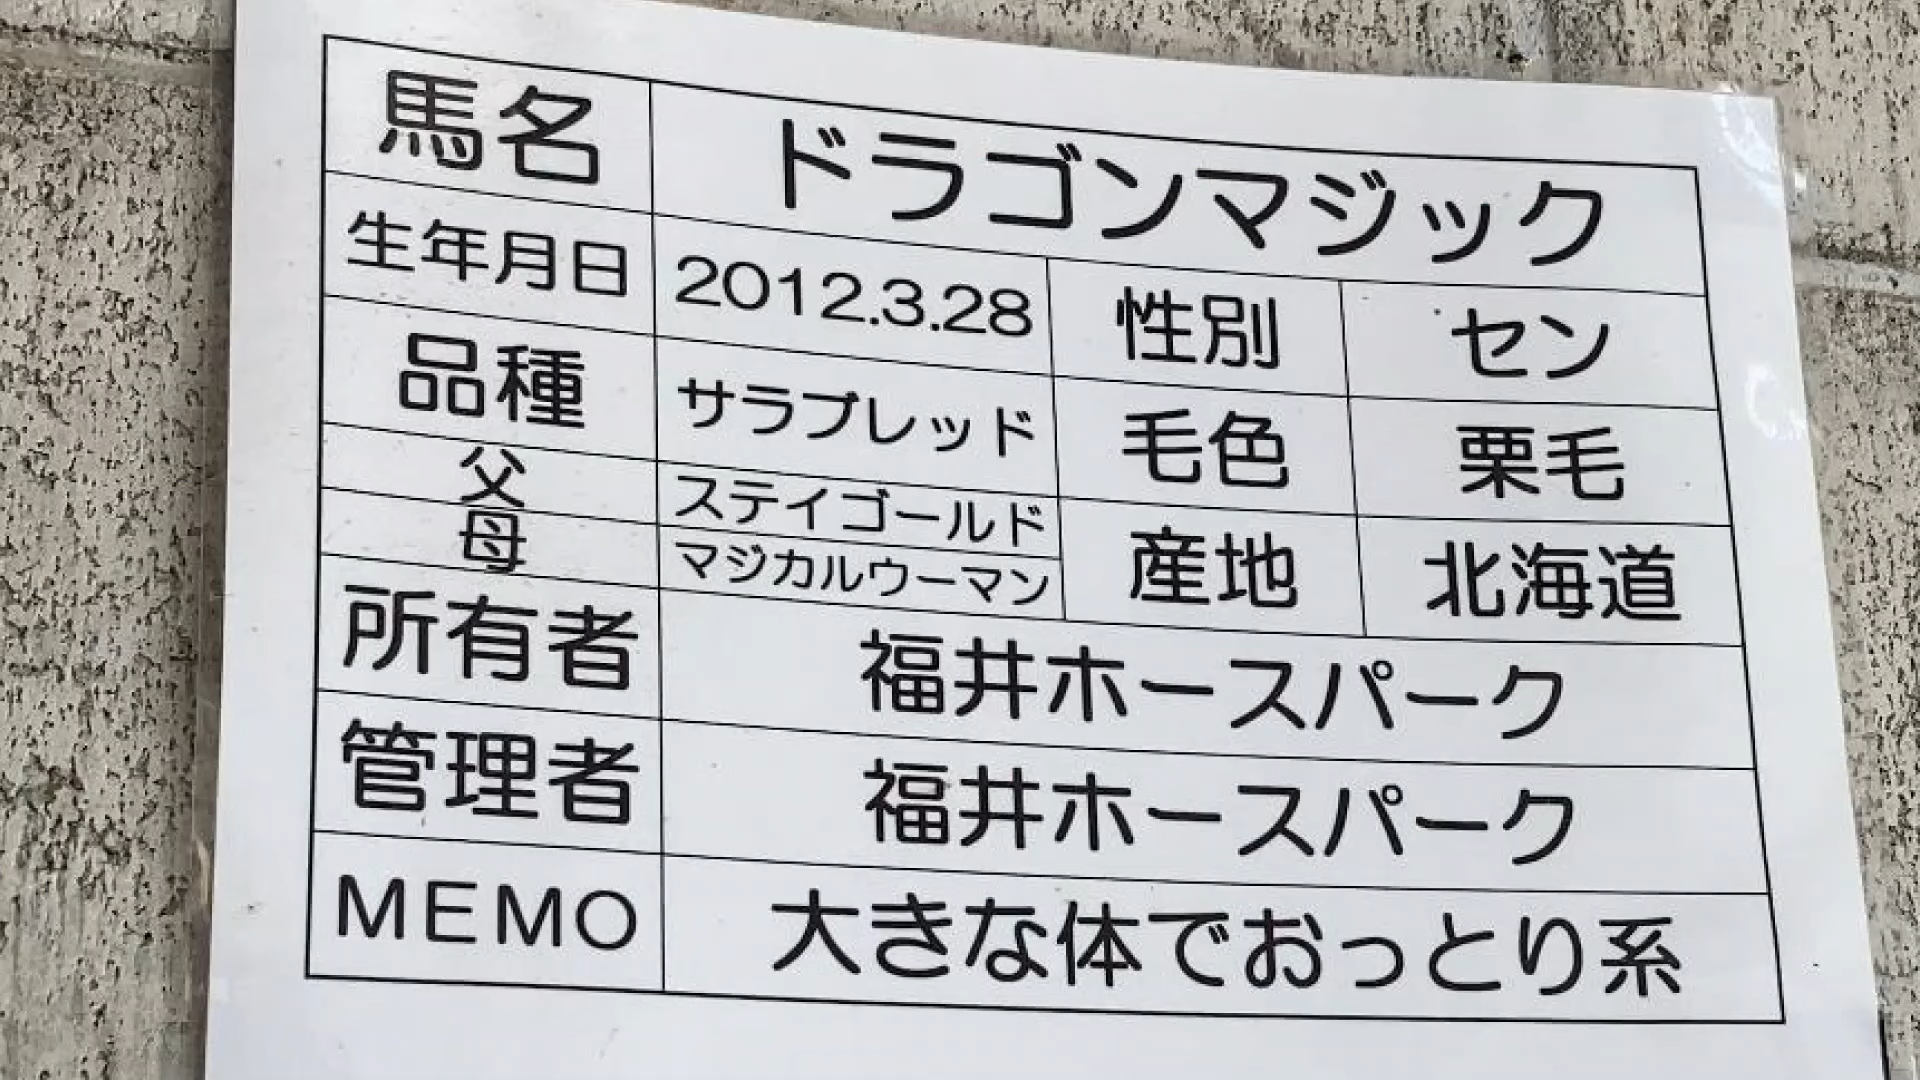 馬名 ドラゴンマジック
生年月日 2012.3.28 性別 セン
品種 サラブレッド 毛色 栗毛
父 ステイゴールド 産地 北海道
母 マジカルウーマン
所有者 福井ホースパーク
管理者 福井ホースパーク
MEMO 大きな体でおっとり系